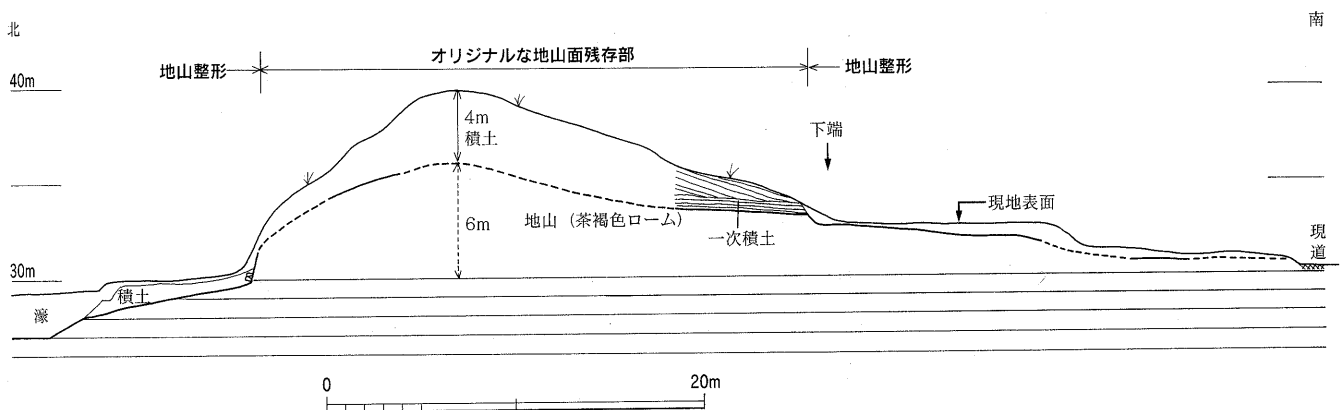 北
南
オリジナルな地山面残存部
地山整形
地山整形
40m
4m
積土
下端
6m
地山（茶褐色ローム）
一次積土
現地表面
現道
30m
積土
濠
0
20m